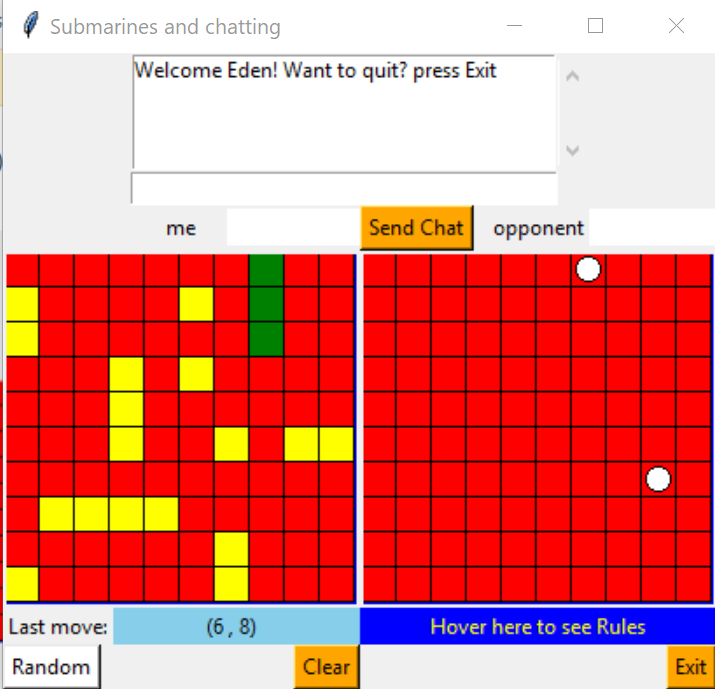 Submarines and chatting
Welcome Eden! Want to quit? press Exit
me
Send Chat
opponent
Last move:
(6 , 8)
Hover here to see Rules
Random
Clear
Exit